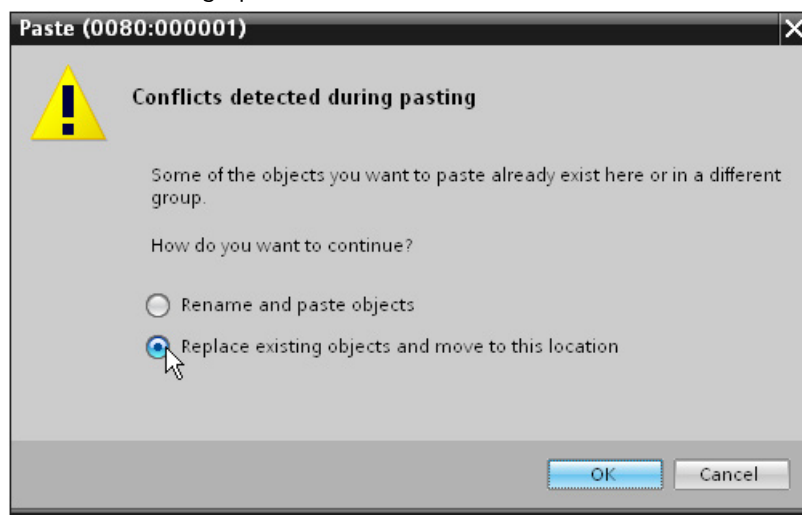 Paste (0080:000001)
Conflicts detected during pasting
Some of the objects you want to paste already exist here or in a different
group.
How do you want to continue?
Rename and paste objects
Replace existing objects and move to this location
OK Cancel